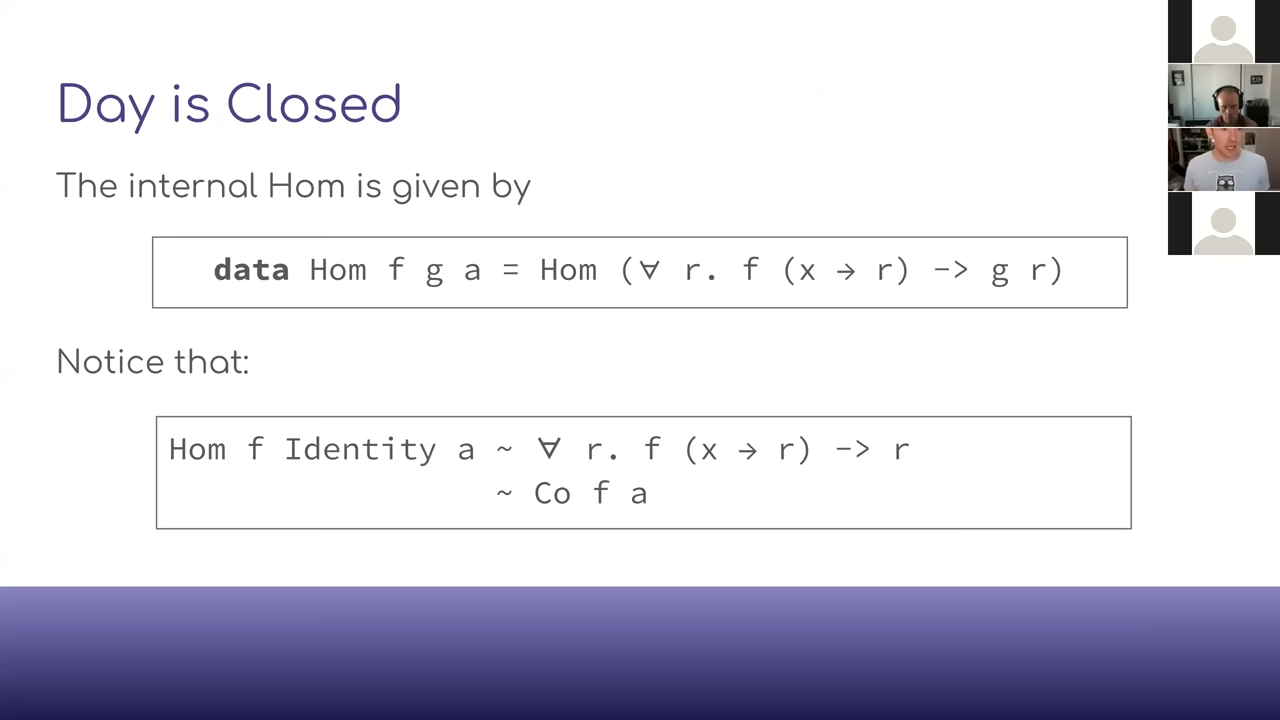 Day is Closed
The internal Hom is given by
data Hom f g a = Hom (∀ r. f (x → r) -> g r)
Notice that:
Hom f Identity a ~ ∀ r. f (x → r) -> r
~ Co f a